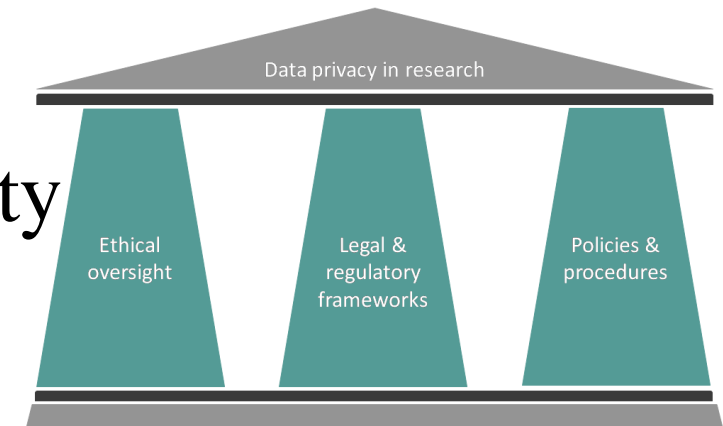 Data privacy in research
ty
Ethical
oversight
Legal &
regulatory
frameworks
Policies &
procedures